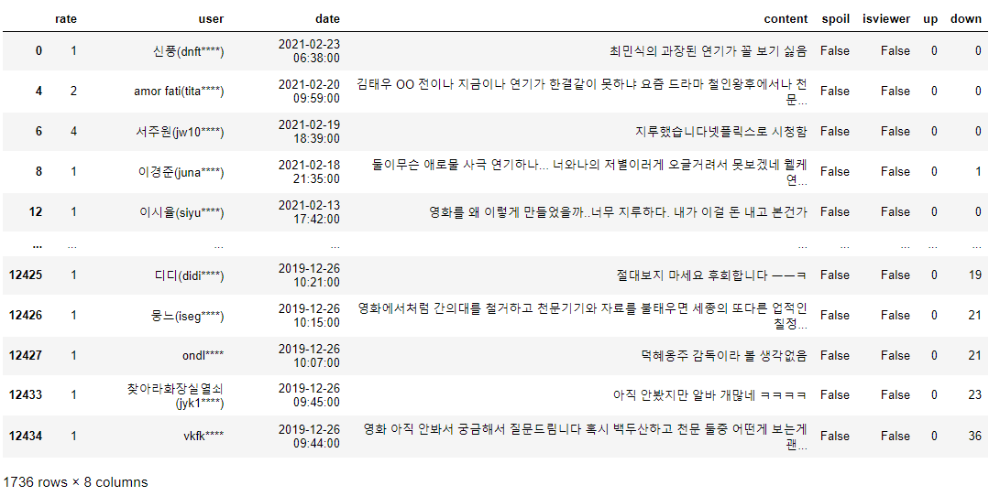 rate user date content spoil isviewer up down
0 1 신풍(dnft****) 2021-02-23 06:38:00 최민식의 과장된 연기가 꼴 보기 싫음 False False 0 0
4 2 amor fati(tita****) 2021-02-20 09:59:00 김태우 OO 전이나 지금이나 연기가 한결같이 못하냐 요즘 드라마 철인왕후에서나 천문... False False 0 0
6 4 서주원(jw10****) 2021-02-19 18:39:00 지루했습니다넷플릭스로 시청함 False False 0 0
8 1 이경준(juna****) 2021-02-18 21:35:00 둘이무슨 애로물 사극 연기하나... 너와나의 저별이러게 오글거려서 못보겠네 웰케연... False False 0 1
12 1 이시율(siyu****) 2021-02-13 17:42:00 영화를 왜 이렇게 만들었을까..너무 지루하다. 내가 이걸 돈 내고 본건가 False False 0 0
... ... ... ... ... ... ... ... ...
12425 1 디디(didl****) 2019-12-26 10:21:00 절대보지 마세요 후회합니다 ㅡㅡㅋ False False 0 19
12426 1 뭉느(iseg****) 2019-12-26 10:15:00 영화에서처럼 간의대를 철거하고 천문기기와 자료를 불태우면 세종의 또다른 업적인 칠정... False False 0 21
12427 1 ondl**** 2019-12-26 10:07:00 덕혜옹주 감독이라 볼 생각없음 False False 0 21
12433 1 찾아라화장실열쇠(jyk1****) 2019-12-26 09:45:00 아직 안봤지만 알바 개많네 ㅋㅋㅋㅋ False False 0 23
12434 1 vkfk**** 2019-12-26 09:44:00 영화 아직 안봐서 궁금해서 질문드림니다 혹시 백두산하고 천문 둘중 어떤게 보는게 괜... False False 0 36
1736 rows × 8 columns